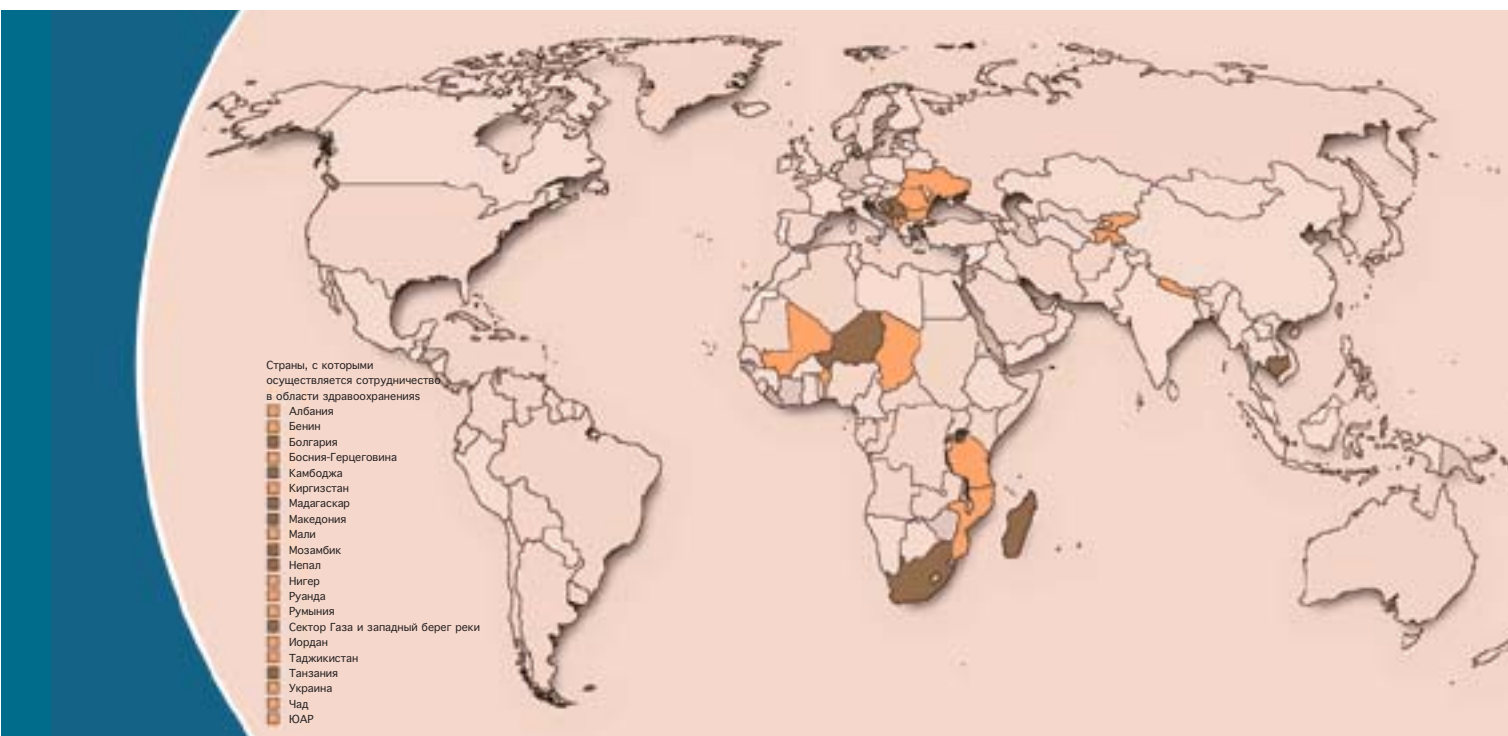 Страны, с которыми
осуществляется сотрудничество
в области здравоохраненияs
Албания
Бенин
Болгария
Босния-Герцеговина
Камбоджа
Киргизстан
Мадагаскар
Македония
Мали
Мозамбик
Непал
Нигер
Руанда
Румыния
Сектор Газа и западный берег реки
Иордан
Таджикистан
Танзания
Украина
Чад
ЮАР